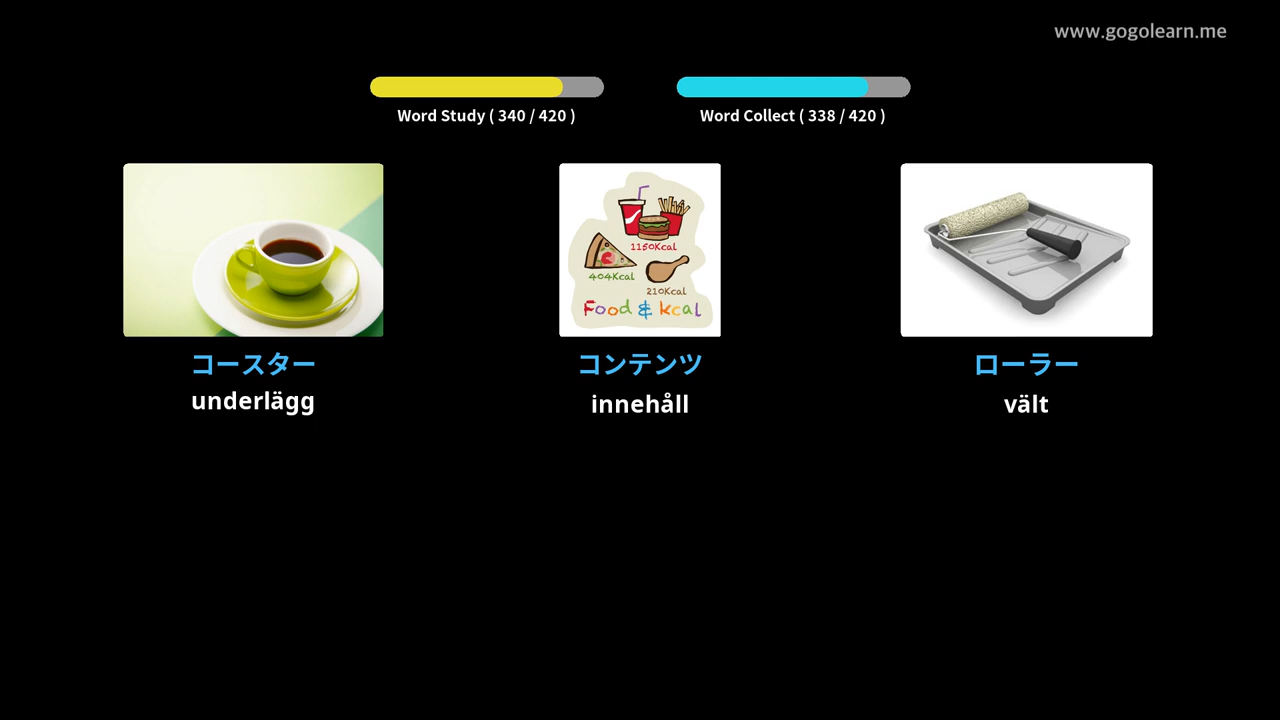 www.gogolearn.me
Word Study ( 340 / 420 )
Word Collect ( 338 / 420 )
1150Kcal
404Kcal
210Kcal
Food & kcal
コースター
コンテンツ
ローラー
underlägg
innehåll
vält